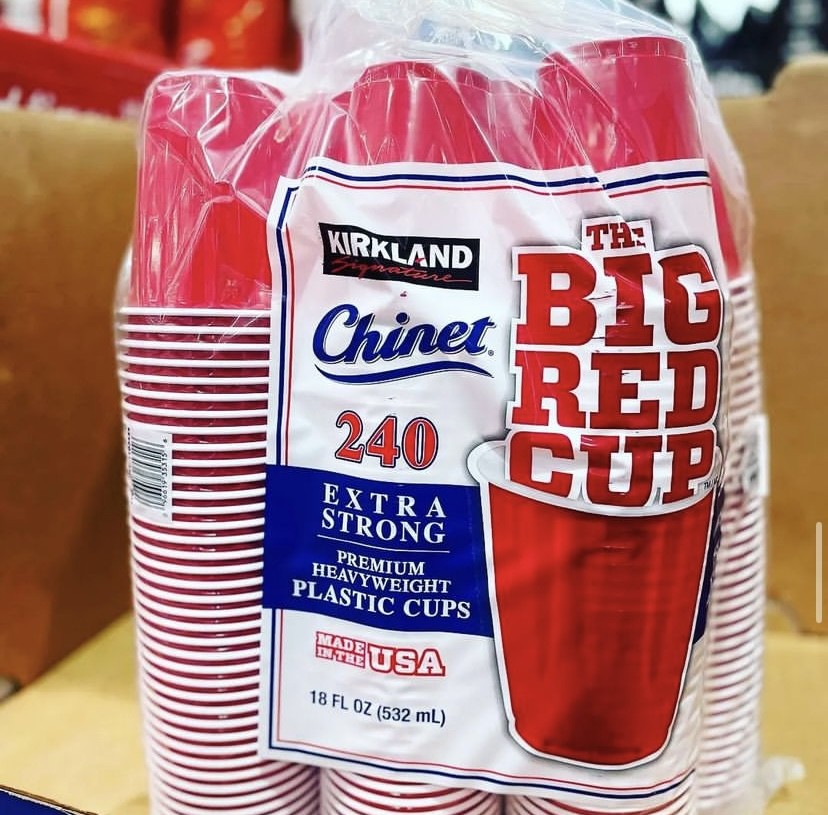 KIRKLAND
Signature
Chinet®
240
EXTRA
STRONG
PREMIUM
HEAVYWEIGHT
PLASTIC CUPS
MADE
IN THE
USA
18 FL OZ (532 mL)
THE
BIG
RED
CUP